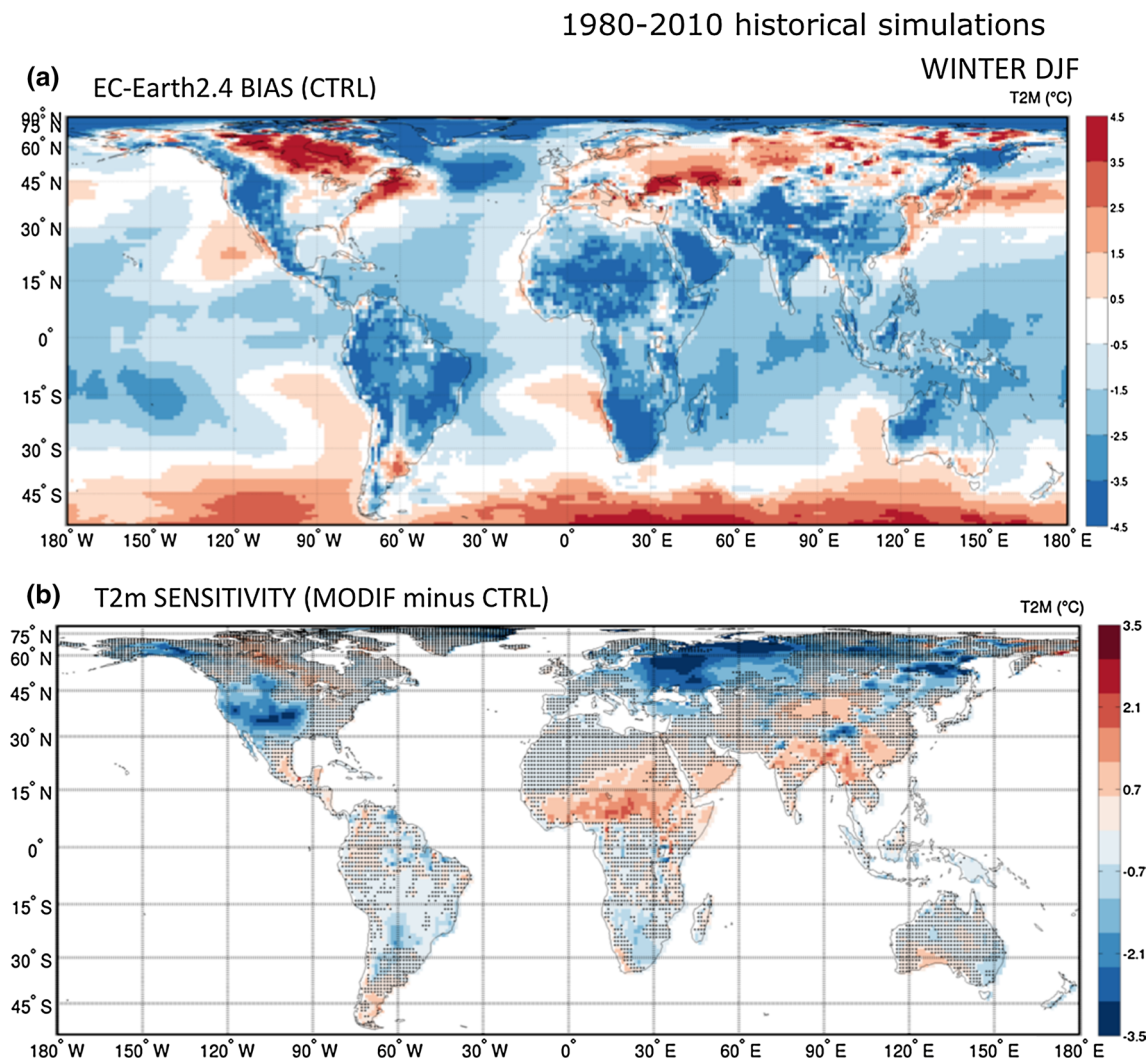 1980-2010 historical simulations
(a) EC-Earth2.4 BIAS (CTRL) WINTER DJF
T2M (°C)
90° N
75° N
60° N
45° N
30° N
15° N
0°
15° S
30° S
45° S
180° W 150° W 120° W 90° W 60° W 30° W 0° 30° E 60° E 90° E 120° E 150° E 180° E
4.5
3.5
2.5
1.5
0.5
-0.5
-1.5
-2.5
-3.5
-4.5
(b) T2m SENSITIVITY (MODIF minus CTRL)
T2M (°C)
75° N
60° N
45° N
30° N
15° N
0°
15° S
30° S
45° S
180° W 150° W 120° W 90° W 60° W 30° W 0° 30° E 60° E 90° E 120° E 150° E 180° E
3.5
2.1
0.7
-0.7
-2.1
-3.5